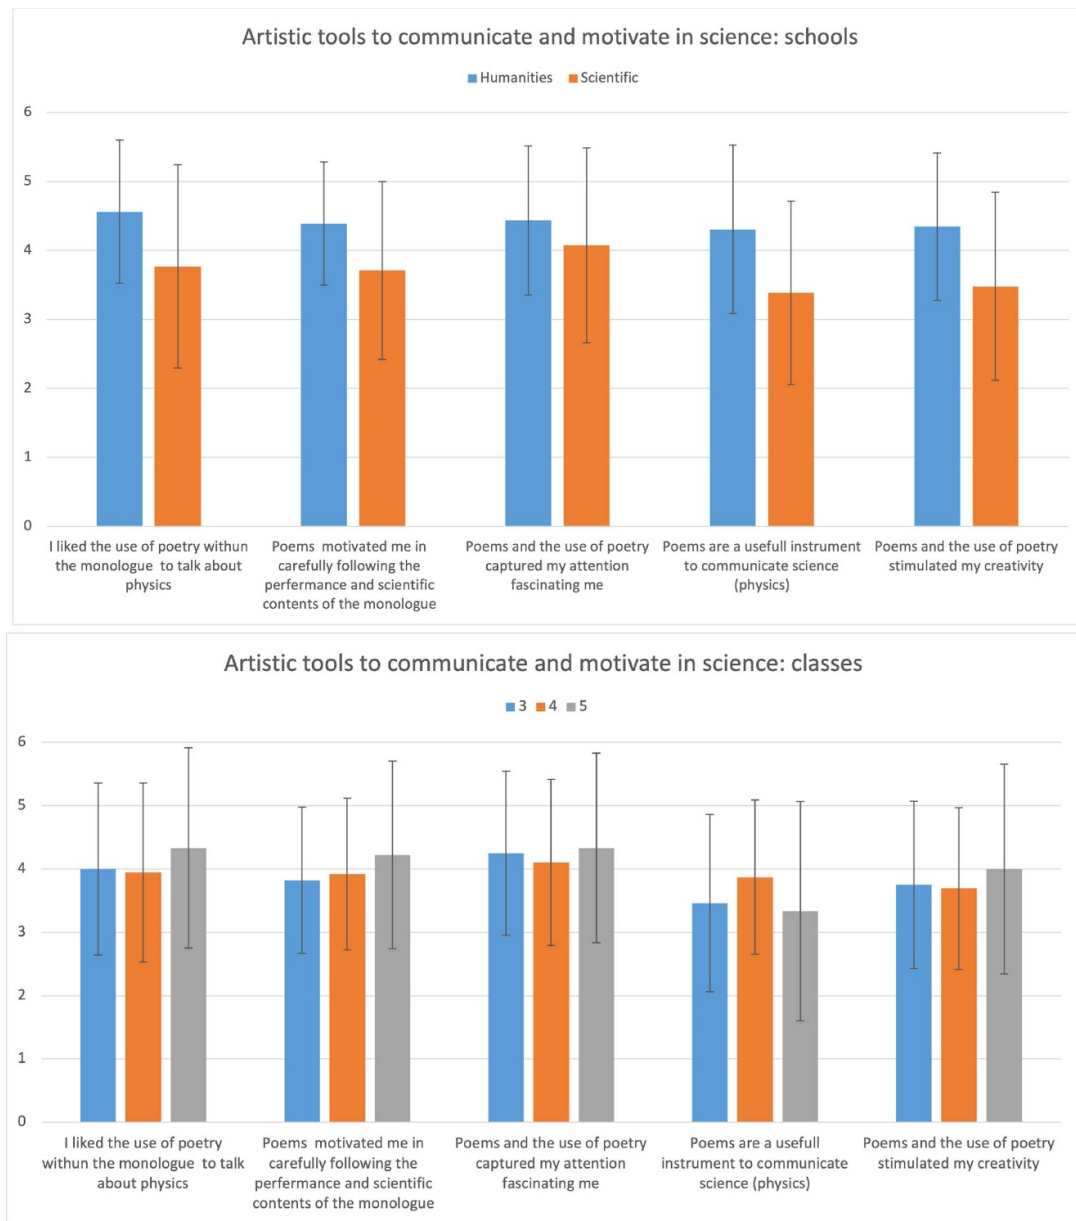 Artistic tools to communicate and motivate in science: schools
Humanities Scientific
6
5
4
3
2
1
0
I liked the use of poetry withun
the monologue to talk about
physics
Poems motivated me in
carefully following the
perfermance and scientific
contents of the monologue
Poems and the use of poetry
captured my attention
fascinating me
Poems are a usefull instrument
to communicate science
(physics)
Poems and the use of poetry
stimulated my creativity
Artistic tools to communicate and motivate in science: classes
3 4 5
6
5
4
3
2
1
0
I liked the use of poetry
withun the monologue to talk
about physics
Poems motivated me in
carefully following the
perfermance and scientific
contents of the monologue
Poems and the use of poetry
captured my attention
fascinating me
Poems are a usefull
instrument to communicate
science (physics)
Poems and the use of poetry
stimulated my creativity